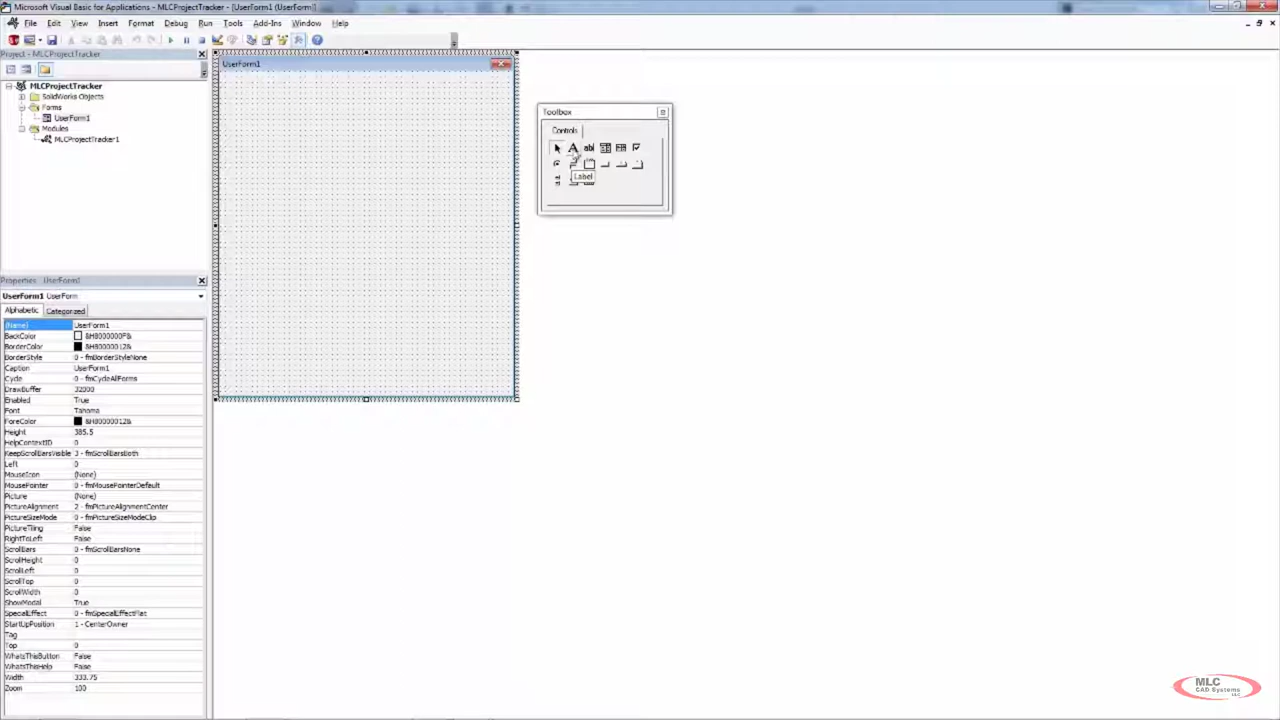 Microsoft Visual Basic for Applications - MLCProjectTracker - [UserForm1 (UserForm)]
File Edit View Insert Format Debug Run Tools Add-Ins Window Help
Project - MLCProjectTracker
MLCProjectTracker
SolidWorks Objects
Forms
UserForm1
Modules
MLCProjectTracker1
UserForm1
Toolbox
Controls
A ab
Label
Properties - UserForm1
UserForm1 UserForm
Alphabetic Categorized
(Name) UserForm1
BackColor &H8000000F&
BorderColor &H80000012&
BorderStyle 0 - fmBorderStyleNone
Caption UserForm1
Cycle 0 - fmCycleAllForms
DrawBuffer 32000
Enabled True
Font Tahoma
ForeColor &H80000012&
Height 385.5
HelpContextID 0
KeepScrollBarsVisible 3 - fmScrollBarsBoth
Left 0
MouseIcon (None)
MousePointer 0 - fmMousePointerDefault
Picture (None)
PictureAlignment 2 - fmPictureAlignmentCenter
PictureSizeMode 0 - fmPictureSizeModeClip
PictureTiling False
RightToLeft False
ScrollBars 0 - fmScrollBarsNone
ScrollHeight 0
ScrollLeft 0
ScrollTop 0
ScrollWidth 0
ShowModal True
SpecialEffect 0 - fmSpecialEffectFlat
StartUpPosition 1 - CenterOwner
Tag
Top 0
WhatsThisButton False
WhatsThisHelp False
Width 333.75
Zoom 100
MLC
CAD Systems
LLC